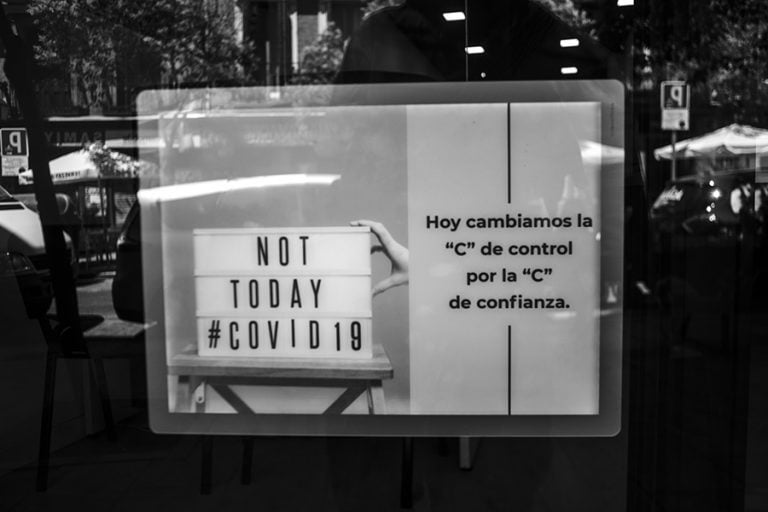 NOT
TODAY
#COVID19
Hoy cambiamos la
“C” de control
por la “C”
de confianza.
P
P